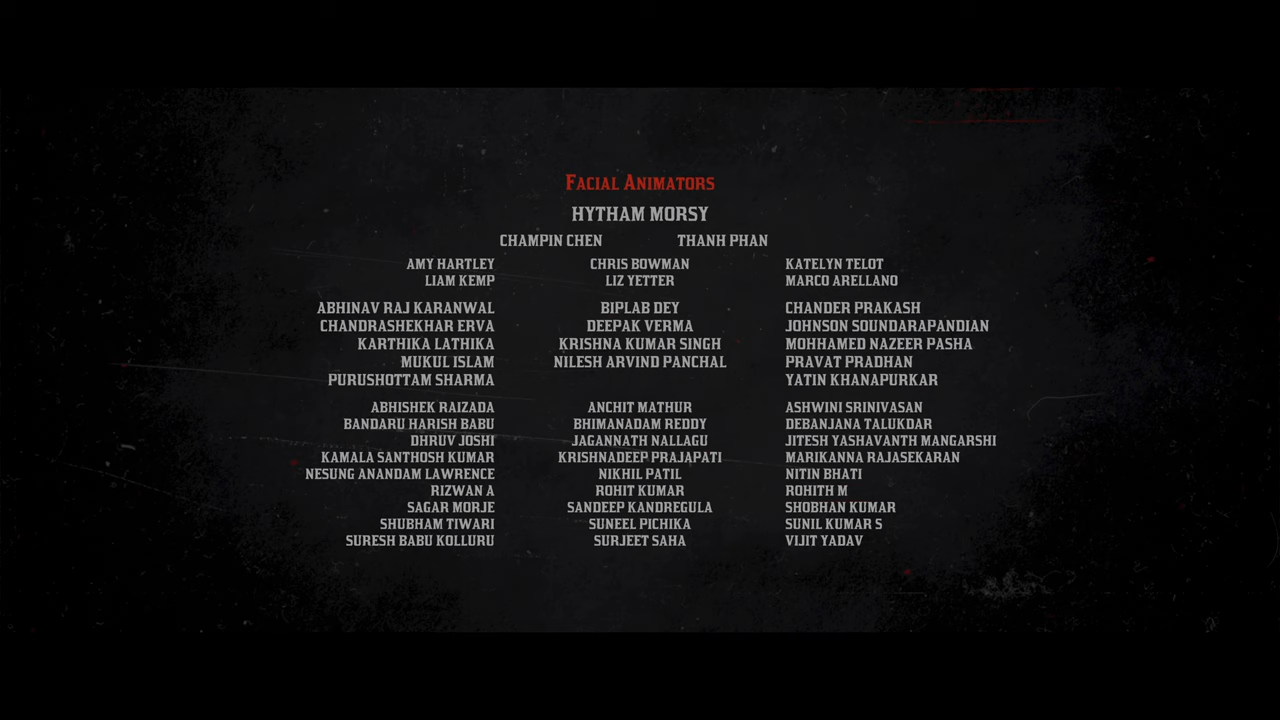 FACIAL ANIMATORS
HYTHAM MORSY
CHAMPIN CHEN THANH PHAN
AMY HARTLEY CHRIS BOWMAN KATELYN TELOT
LIAM KEMP LIZ YETTER MARCO ARELLANO
ABHINAV RAJ KARANWAL BIPLAB DEY CHANDER PRAKASH
CHANDRASHEKHAR ERVA DEEPAK VERMA JOHNSON SOUNDARAPANDIAN
KARTHIKA LATHIKA KRISHNA KUMAR SINGH MOHHAMED NAZEER PASHA
MUKUL ISLAM NILESH ARVIND PANCHAL PRAVAT PRADHAN
PURUSHOTTAM SHARMA YATIN KHANAPURKAR
ABHISHEK RAIZADA ANCHIT MATHUR ASHWINI SRINIVASAN
BANDARU HARISH BABU BHIMANADAM REDDY DEBANJANA TALUKDAR
DHRUV JOSHI JAGANNATH NALLAGU JITESH YASHAVANTH MANGARSHI
KAMALA SANTHOSH KUMAR KRISHNADEEP PRAJAPATI MARIKANNA RAJASEKARAN
NESUNG ANANDAM LAWRENCE NIKHIL PATIL NITIN BHATI
RIZWAN A ROHIT KUMAR ROHITH M
SAGAR MORJE SANDEEP KANDREGULA SHOBHAN KUMAR
SHUBHAM TIWARI SUNEEL PICHIKA SUNIL KUMAR S
SURESH BABU KOLLURU SURJEET SAHA VIJIT YADAV